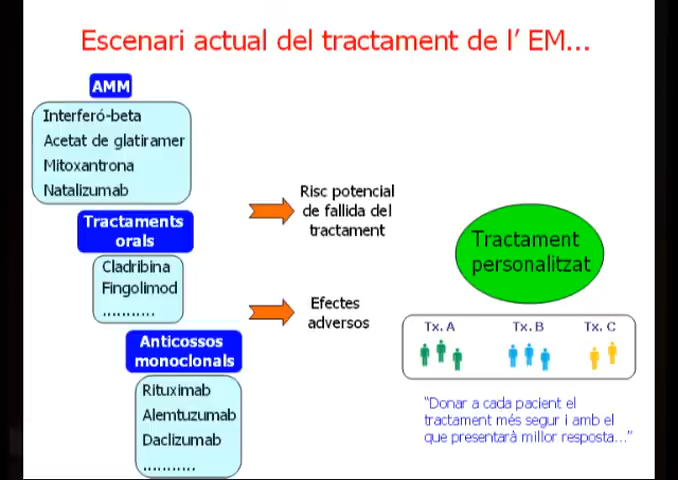 Escenari actual del tractament de l' EM...
AMM
Interferó-beta
Acetat de glatiramer
Mitoxantrona
Natalizumab
Tractaments
orals
Cladribina
Fingolimod
...........
Anticossos
monoclonals
Rituximab
Alemtuzumab
Daclizumab
...........
Risc potencial
de fallida del
tractament
Efectes
adversos
Tractament
personalitzat
Tx. A Tx. B Tx. C
“Donar a cada pacient el
tractament més segur i amb el
que presentarà millor resposta...”